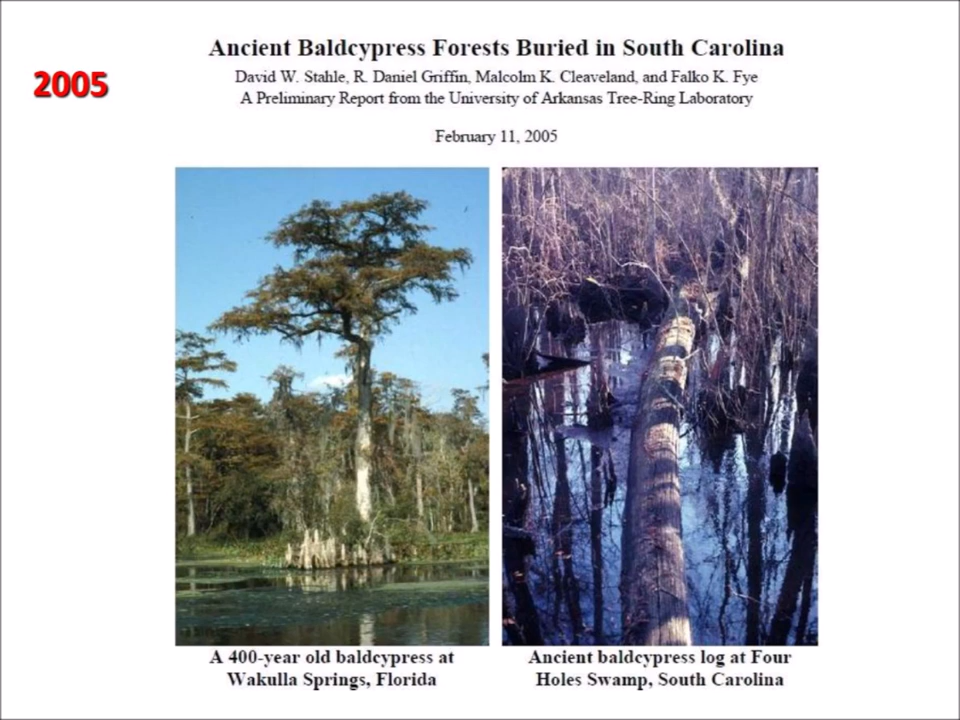 Ancient Baldcypress Forests Buried in South Carolina
2005
David W. Stahle, R. Daniel Griffin, Malcolm K. Cleaveland, and Falko K. Fye
A Preliminary Report from the University of Arkansas Tree-Ring Laboratory
February 11, 2005
A 400-year old baldcypress at
Wakulla Springs, Florida
Ancient baldcypress log at Four
Holes Swamp, South Carolina